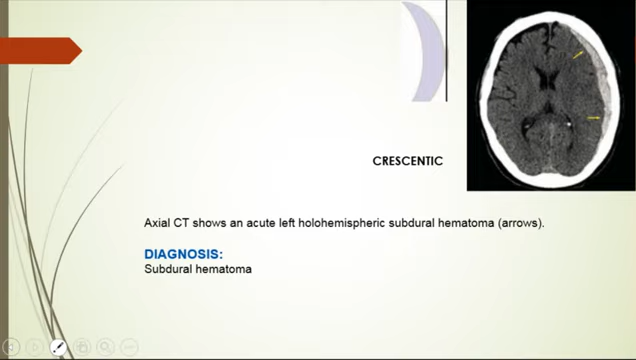 CRESCENTIC
Axial CT shows an acute left holohemispheric subdural hematoma (arrows).
DIAGNOSIS:
Subdural hematoma